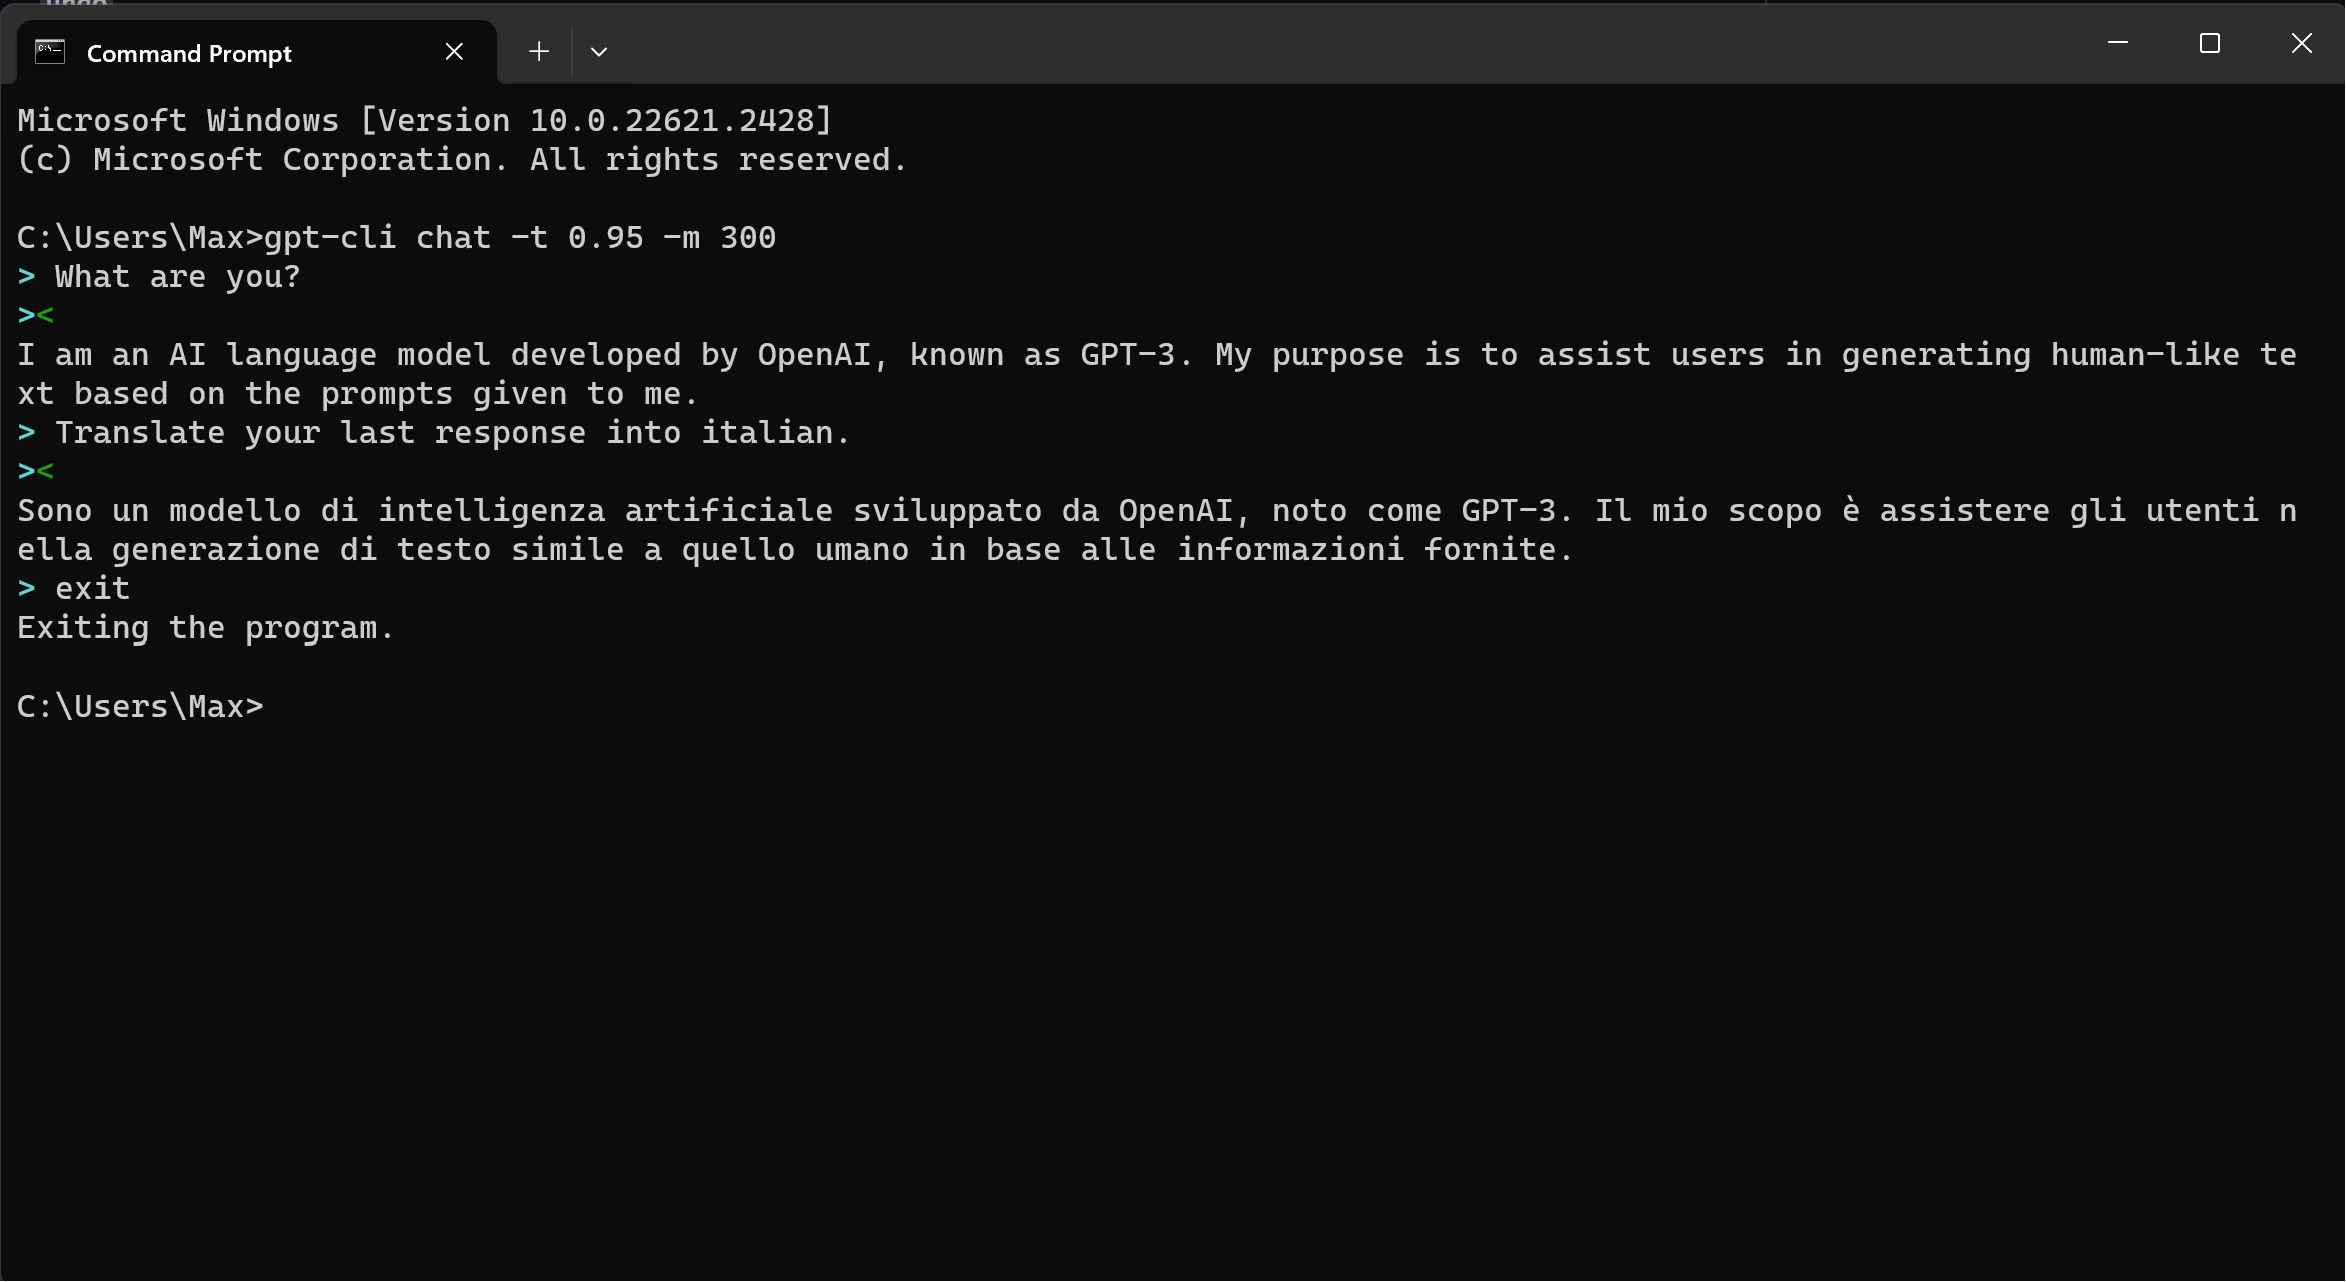 Command Prompt
Microsoft Windows [Version 10.0.22621.2428]
(c) Microsoft Corporation. All rights reserved.
C:\Users\Max>gpt-cli chat -t 0.95 -m 300
> What are you?
><
I am an AI language model developed by OpenAI, known as GPT-3. My purpose is to assist users in generating human-like te
xt based on the prompts given to me.
> Translate your last response into italian.
><
Sono un modello di intelligenza artificiale sviluppato da OpenAI, noto come GPT-3. Il mio scopo è assistere gli utenti n
ella generazione di testo simile a quello umano in base alle informazioni fornite.
> exit
Exiting the program.
C:\Users\Max>